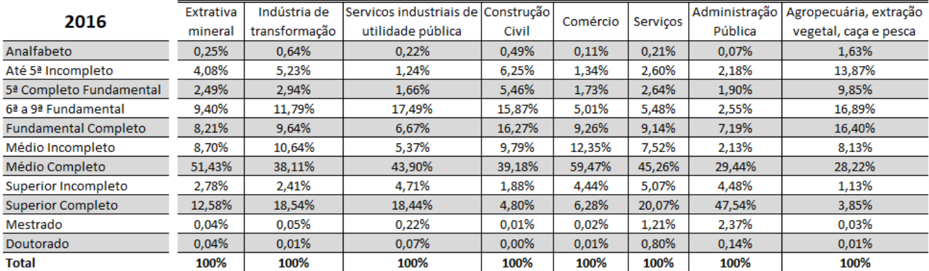 2016 Extrativa mineral Indústria de transformação Servicos industriais de utilidade pública Construção Civil Comércio Serviços Administração Pública Agropecuária, extração vegetal, caça e pesca
Analfabeto 0,25% 0,64% 0,22% 0,49% 0,11% 0,21% 0,07% 1,63%
Até 5ª Incompleto 4,08% 5,23% 1,24% 6,25% 1,34% 2,60% 2,18% 13,87%
5ª Completo Fundamental 2,49% 2,94% 1,66% 5,46% 1,73% 2,64% 1,90% 9,85%
6ª a 9ª Fundamental 9,40% 11,79% 17,49% 15,87% 5,01% 5,48% 2,55% 16,89%
Fundamental Completo 8,21% 9,64% 6,67% 16,27% 9,26% 9,14% 7,19% 16,40%
Médio Incompleto 8,70% 10,64% 5,37% 9,79% 12,35% 7,52% 2,13% 8,13%
Médio Completo 51,43% 38,11% 43,90% 39,18% 59,47% 45,26% 29,44% 28,22%
Superior Incompleto 2,78% 2,41% 4,71% 1,88% 4,44% 5,07% 4,48% 1,13%
Superior Completo 12,58% 18,54% 18,44% 4,80% 6,28% 20,07% 47,54% 3,85%
Mestrado 0,04% 0,05% 0,22% 0,01% 0,02% 1,21% 2,37% 0,03%
Doutorado 0,04% 0,01% 0,07% 0,00% 0,01% 0,80% 0,14% 0,01%
Total 100% 100% 100% 100% 100% 100% 100% 100%